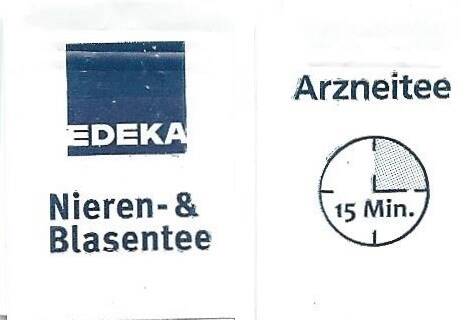 EDEKA
Nieren- &
Blasentee
Arzneitee
15 Min.